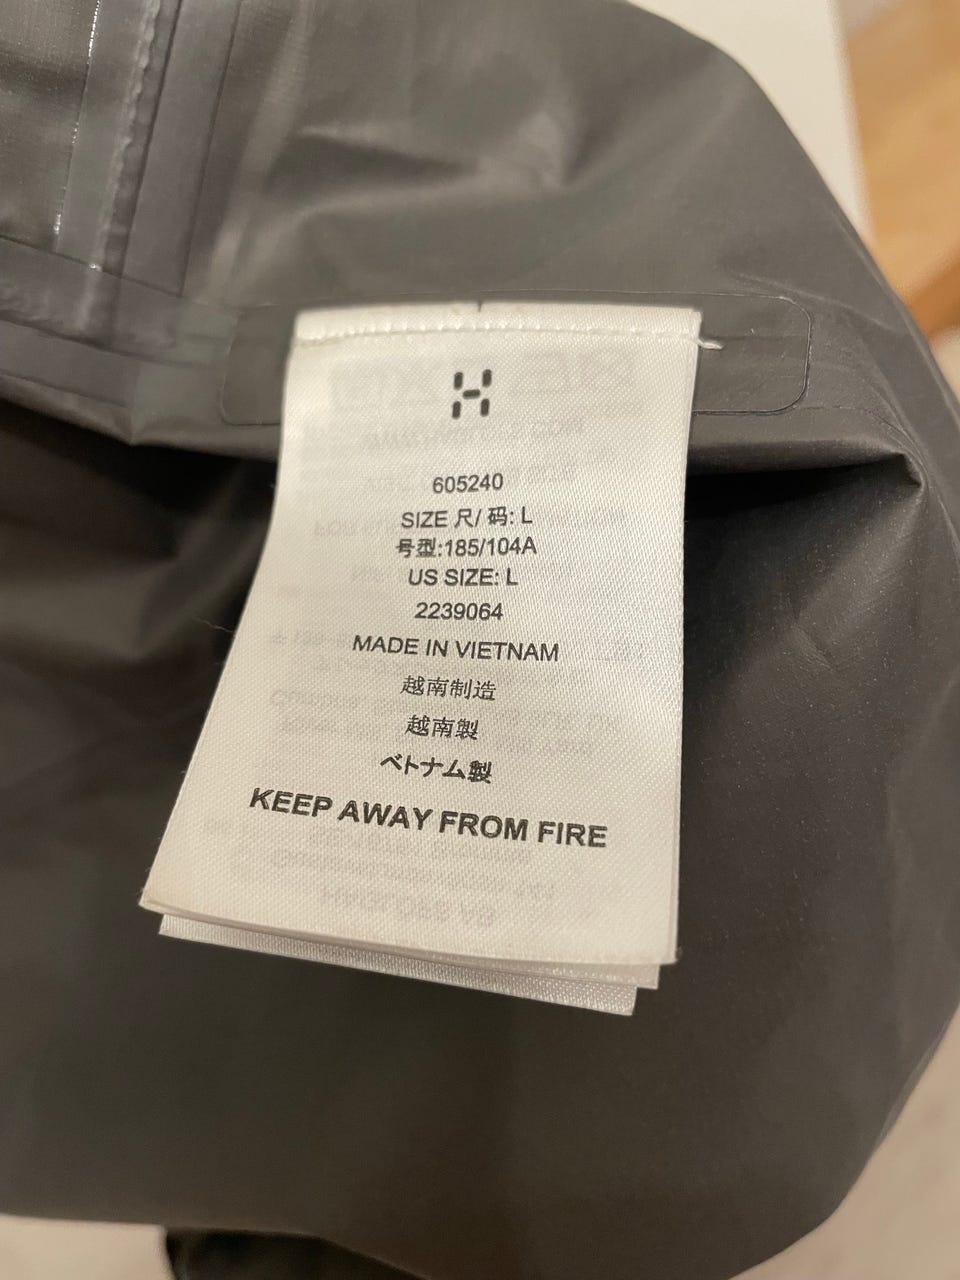 605240
SIZE 尺/ 码: L
号型:185/104A
US SIZE: L
2239064
MADE IN VIETNAM
越南制造
越南製
ベトナム製
KEEP AWAY FROM FIRE